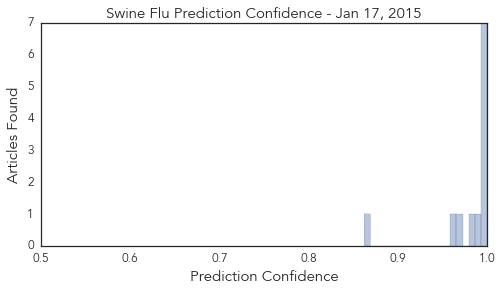 Swine Flu Prediction Confidence - Jan 17, 2015
7
6
5
4
3
2
1
0
Articles Found
0.5 0.6 0.7 0.8 0.9 1.0
Prediction Confidence